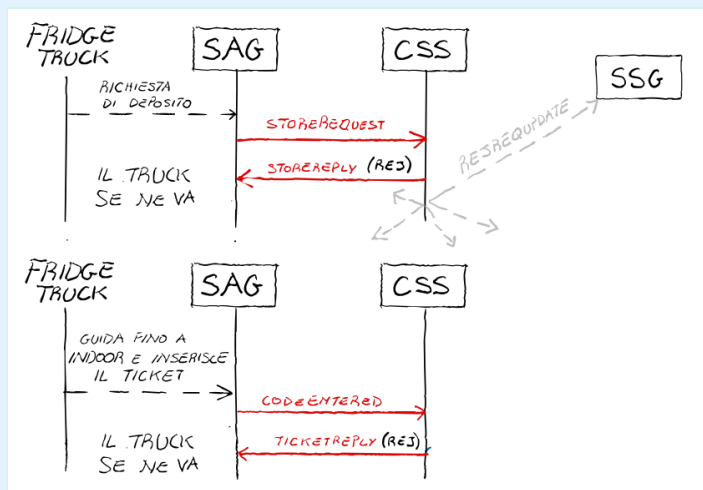 FRIDGE
TRUCK
SAG
CSS
SSG
RICHIESTA
DI DEPOSITO
STOREREQUEST
STOREREPLY (REJ)
RESREQUPDATE
IL TRUCK
SE NE VA
FRIDGE
TRUCK
SAG
CSS
GUIDA FINO A
INDOOR E INSERISCE
IL TICKET
CODEENTERED
TICKETREPLY (REJ)
IL TRUCK
SE NE VA